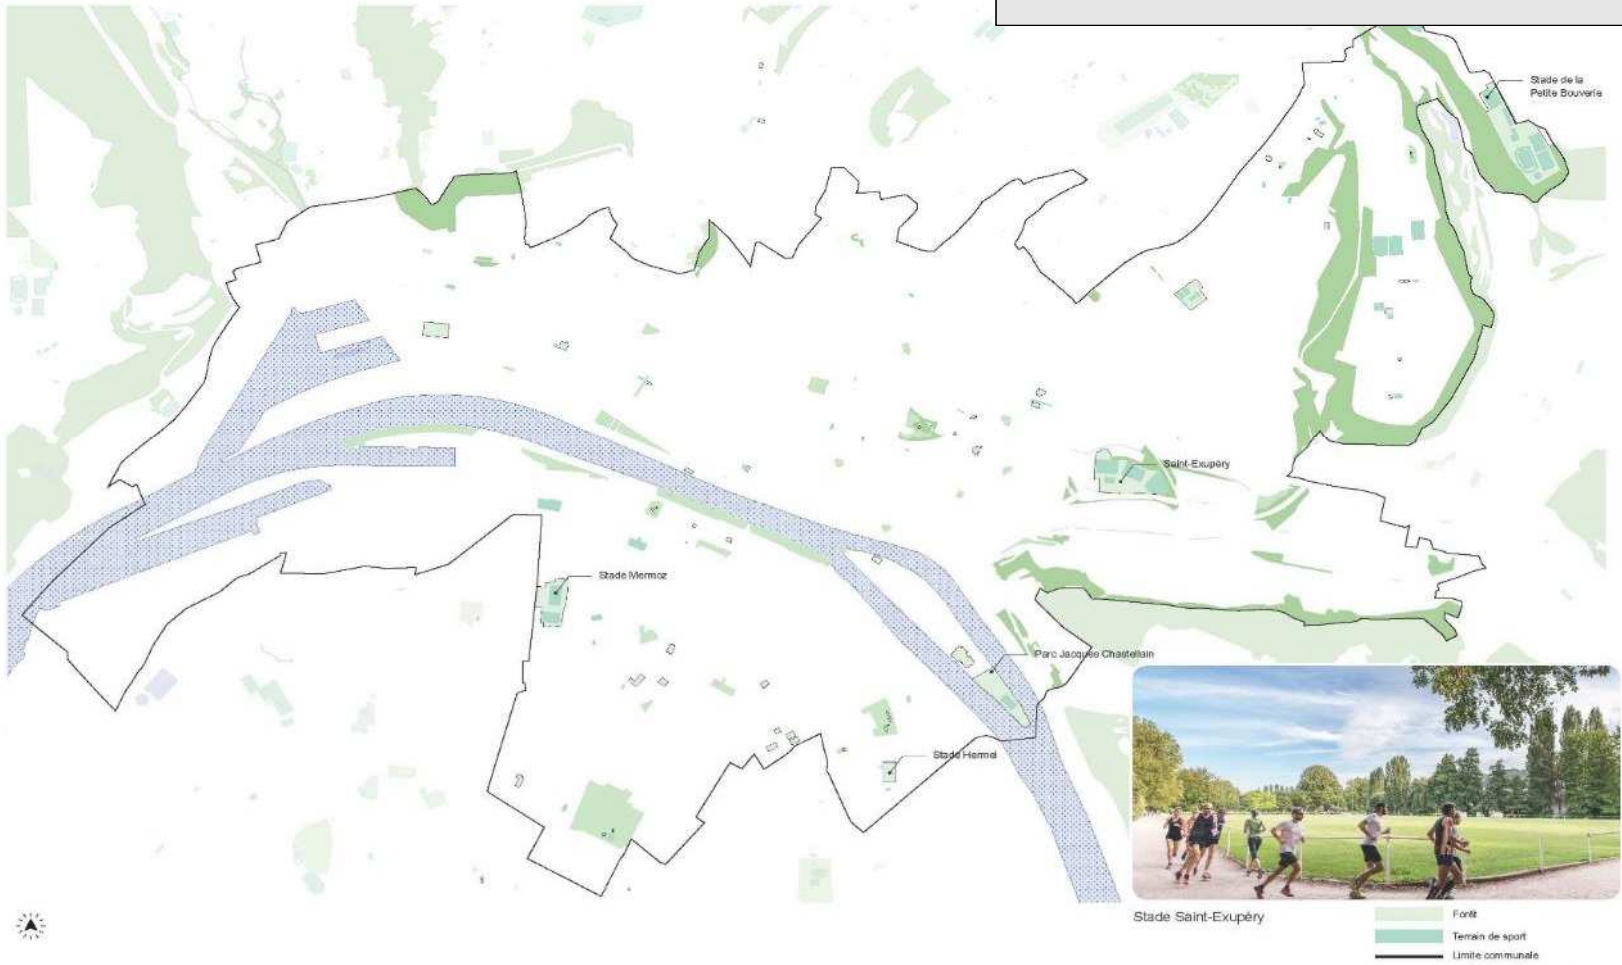 Stade de la
Petite Bouverie
Saint-Exupéry
Stade Mermoz
Parc Jacques Chastellain
Stade Hermel
Stade Saint-Exupéry
Forêt
Terrain de sport
Limite communale